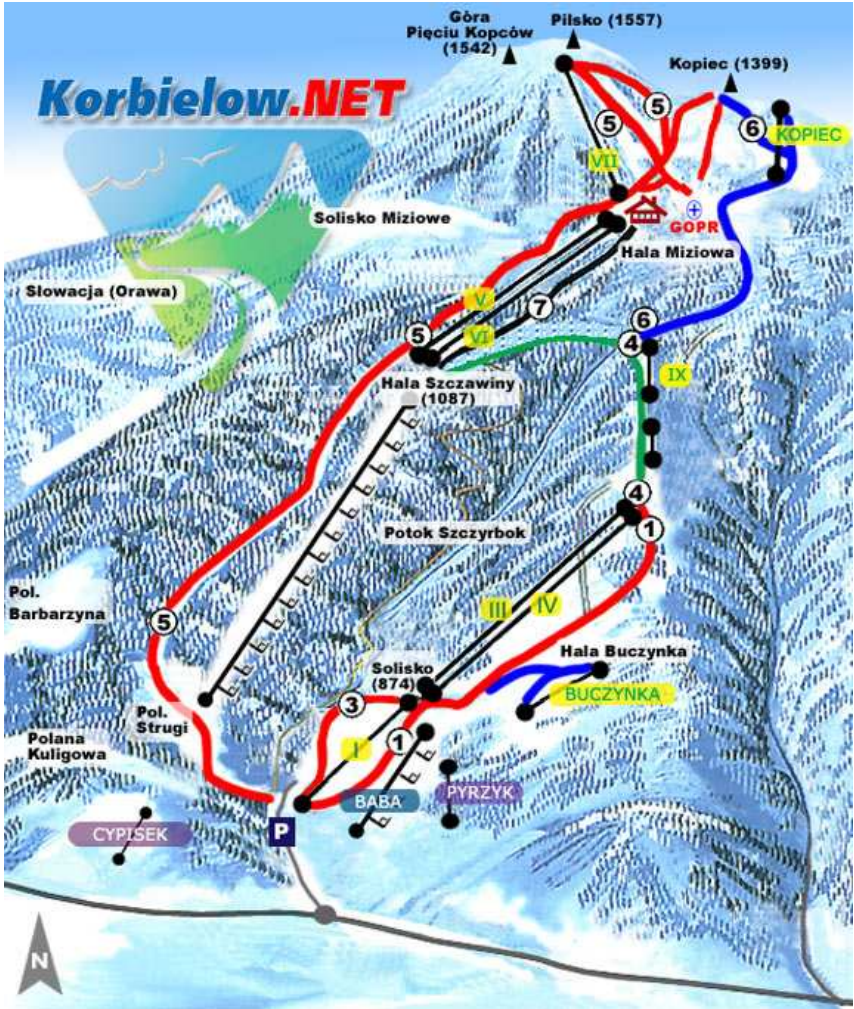 Góra
Pięciu Kopców
(1542)
Pilsko (1557)
Kopiec (1399)
Korbielow.NET
5
5
6
KOPIEC
VII
Solisko Miziowe
GOPR
Hala Miziowa
Słowacja (Orawa)
V
7
VI
5
6
4
Hala Szczawiny
(1087)
IX
4
1
Potok Szczyrbok
Pol.
Barbarzyna
5
III
IV
Hala Buczynka
Solisko
(874)
BUCZYNKA
3
Pol.
Strugi
Polana
Kuligowa
I
1
BABA
PYRZYK
CYPISEK
P
N